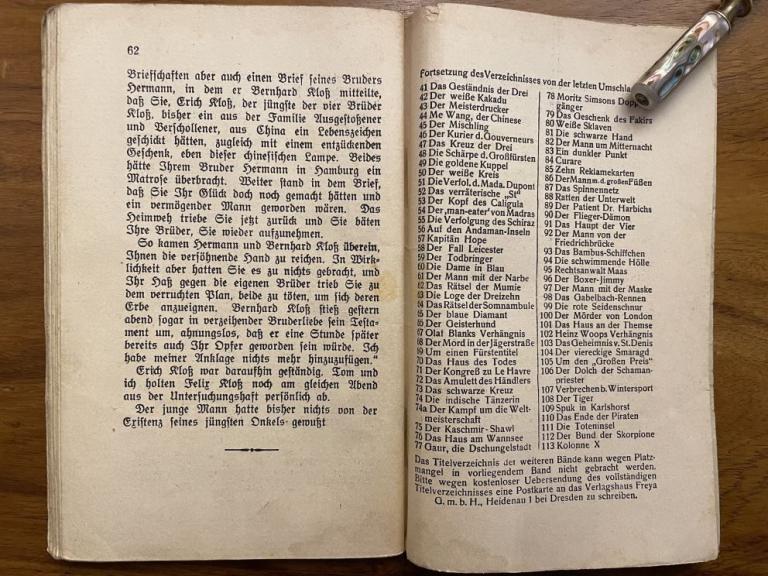 62
Briefschaften aber auch einen Brief seines Bruders
Hermann, in dem er Bernhard Kloß mitteilte,
daß Sie, Erich Kloß, der jüngste der vier Brüder
Kloß, bisher ein aus der Familie Ausgestoßener
und Verschollener, aus China ein Lebenszeichen
geschickt hätten, zugleich mit einem entzückenden
Geschenk, eben dieser chinesischen Lampe. Beides
hätte Ihrem Bruder Hermann in Hamburg ein
Matrose überbracht. Weiter stand in dem Brief,
daß Sie Ihr Glück doch noch gemacht hätten und
ein vermögender Mann geworden wären. Das
Heimweh triebe Sie jetzt zurück und Sie bäten
Ihre Brüder, Sie wieder aufzunehmen.
So kamen Hermann und Bernhard Kloß überein,
Ihnen die versöhnende Hand zu reichen. In Wirk-
lichkeit aber hatten Sie es zu nichts gebracht, und
Ihr Haß gegen die eigenen Brüder trieb Sie zu
dem verruchten Plan, beide zu töten, um sich deren
Erbe anzueignen. Bernhard Kloß stieß gestern
abend sogar in verzeihender Bruderliebe sein Testa-
ment um, ahnungslos, daß er eine Stunde später
bereits auch Ihr Opfer geworden sein würde. Ich
habe meiner Anklage nichts mehr hinzuzufügen.“
Erich Kloß war daraufhin geständig. Tom und
ich holten Felix Kloß noch am gleichen Abend
aus der Untersuchungshaft persönlich ab.
Der junge Mann hatte bisher nichts von der
Existenz seines jüngsten Onkels gewußt
Fortsetzung des Verzeichnisses von der letzten
41 Das Geständnis der Drei
42 Der weiße Kakadu
43 Der Meisterdrucker
44 Me Wang, der Chinese
45 Der Mischling
46 Der Kurier d. Gouverneurs
47 Das Kreuz der Drei
48 Die Schärpe d. Großfürsten
49 Die goldene Kuppel
50 Der weiße Kreis
51 Die Verfol. d. Mada. Dupont
52 Das verräterische „St“
53 Der Kopf des Caligula
54 Der „man-eater“ von Madras
55 Die Verfolgung des Schiraz
56 Auf den Andaman-Inseln
57 Kapitän Hope
58 Der Fall Leicester
59 Der Todbringer
60 Die Dame in Blau
61 Der Mann mit der Narbe
62 Das Rätsel der Mumie
63 Die Loge der Dreizehn
64 Das Rätsel der Somnambule
65 Der blaue Diamant
66 Der Geisterhund
67 Olaf Blanks Verhängnis
68 Der Mord in der Jägerstraße
69 Um einen Fürstentitel
70 Das Haus des Todes
71 Der Kongreß zu Le Havre
72 Das Amulett des Händlers
73 Das schwarze Kreuz
74 Die indische Tänzerin
74a Der Kampf um die Welt-
meisterschaft
75 Der Kaschmir-Shawl
76 Das Haus am Wannsee
77 Gaur, die Dschungelstadt
78 Moritz Simsons
gänger
79 Das Geschenk des Fakirs
80 Weiße Sklaven
81 Die schwarze Hand
82 Der Mann um Mitternacht
83 Ein dunkler Punkt
84 Curare
85 Zehn Reklamekarten
86 Der Mann m. d. großen Füßen
87 Das Spinnennetz
88 Ratten der Unterwelt
89 Der Patient Dr. Harbichs
90 Der Flieger-Dämon
91 Das Haupt der Vier
92 Der Mann von der
Friedrichbrücke
93 Das Bambus-Schiffchen
94 Die schwimmende Hölle
95 Rechtsanwalt Maas
96 Der Boxer-Jimmy
97 Der Mann mit der Maske
98 Das Gabelbach-Rennen
99 Die rote Seidenschnur
100 Der Mörder von London
101 Das Haus an der Themse
102 Heinz Woops Verhängnis
103 Das Geheimnis v. St. Denis
104 Der viereckige Smaragd
105 Um den „Großen Preis“
106 Der Dolch der Schaman-
priester
107 Verbrechen b. Wintersport
108 Der Tiger
109 Spuk in Karlshorst
110 Das Ende der Piraten
111 Die Toteninsel
112 Der Bund der Skorpione
113 Kolonne X
Das Titelverzeichnis der weiteren Bände kann wegen Platz-
mangel in vorliegendem Band nicht gebracht werden.
Bitte wegen kostenloser Uebersendung des vollständigen
Titelverzeichnisses eine Postkarte an das Verlagshaus Freya
G. m. b H., Heidenau 1 bei Dresden zu schreiben.